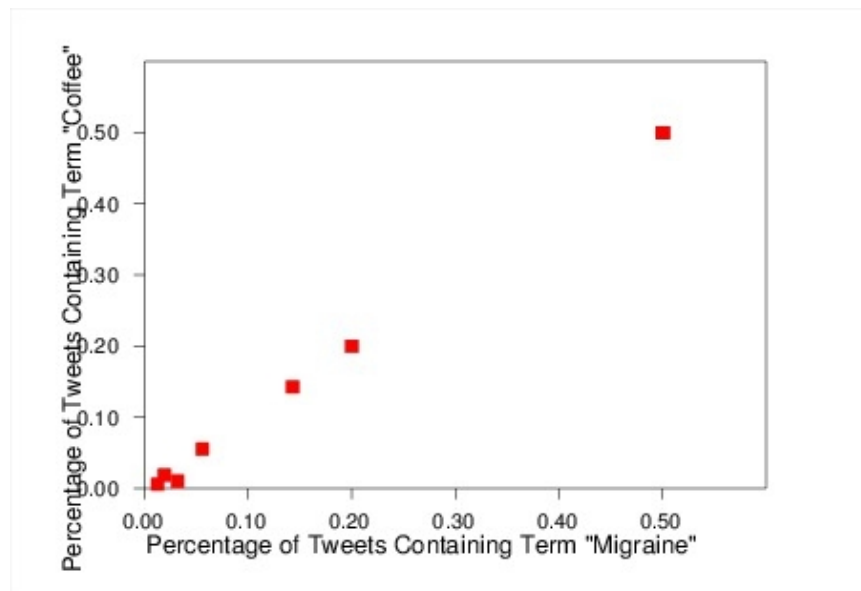 Percentage of Tweets Containing Term "Coffee"
0.50
0.40
0.30
0.20
0.10
0.00
0.00 0.10 0.20 0.30 0.40 0.50
Percentage of Tweets Containing Term "Migraine"